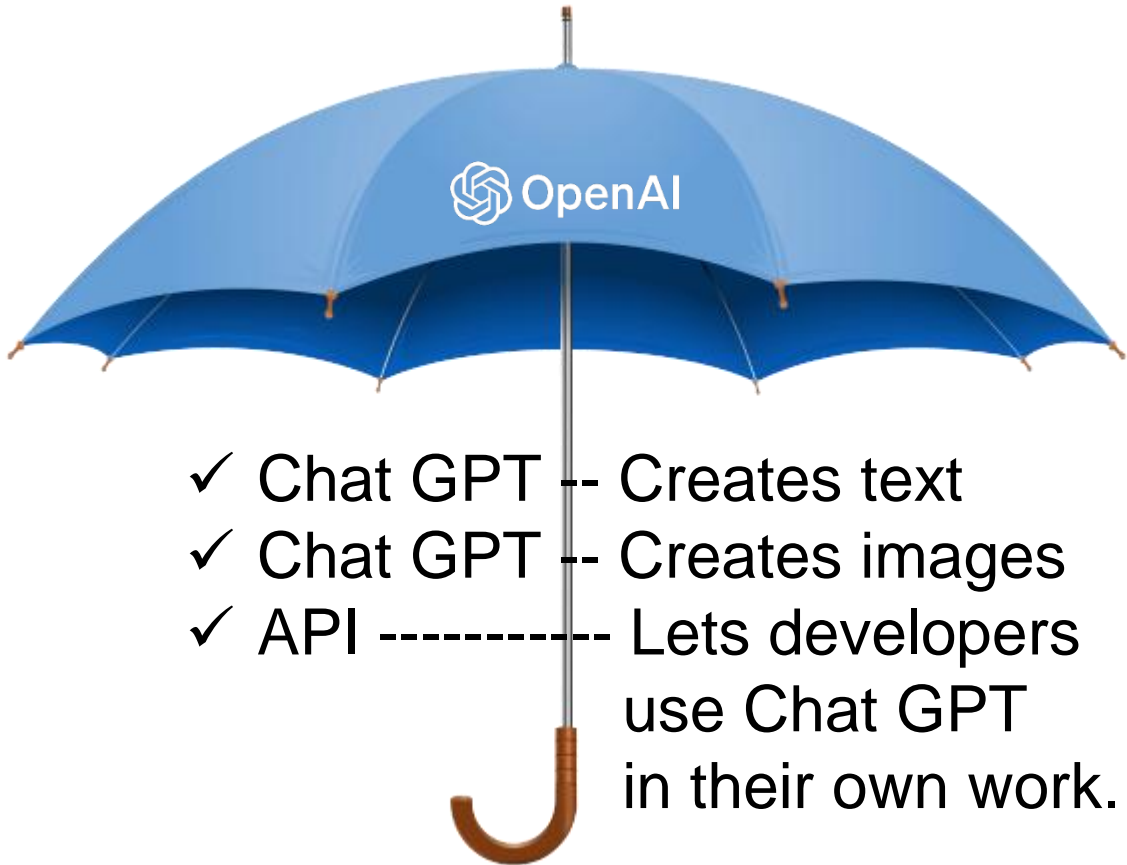 OpenAI
✓ Chat GPT -- Creates text
✓ Chat GPT -- Creates images
✓ API ----------- Lets developers
use Chat GPT
in their own work.